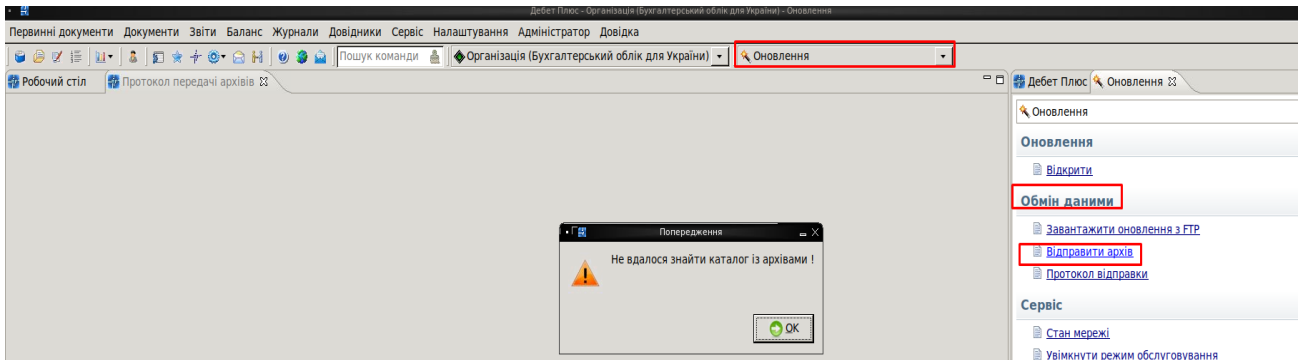 Дебет Плюс - Організація (Бухгалтерський облік для України) - Оновлення
Первинні документи Документи Звіти Баланс Журнали Довідники Сервіс Налаштування Адміністратор Довідка
Пошук команди Організація (Бухгалтерський облік для України) Оновлення
Робочий стіл Протокол передачі архівів Дебет Плюс Оновлення
Оновлення
Оновлення
Відкрити
Обмін даними
Завантажити оновлення з FTP
Відправити архів
Протокол відправки
Сервіс
Стан мережі
Увімкнути режим обслуговування
Попередження
Не вдалося знайти каталог із архівами !
OK